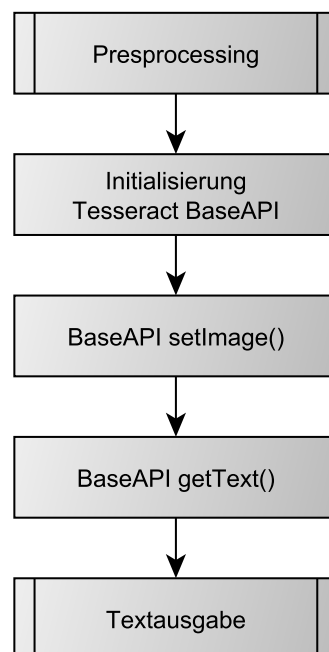 Presprocessing
Initialisierung
Tesseract BaseAPI
BaseAPI setImage()
BaseAPI getText()
Textausgabe